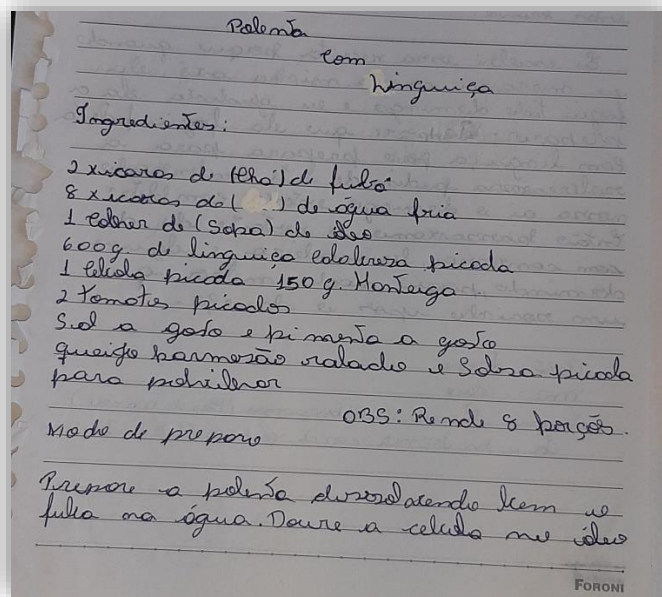 Polenta
com
Linguiça
Ingredientes:
2 xicaras de (chá) de fubá
8 xicaras de ( ) de água fria
1 colher de (sopa) de óleo
600g de linguiça calabreza picada
1 cebola picada 150 g. Manteiga
2 tomates picados
Sal a gosto e pimenta a gosto
queijo parmesão ralado e Salsa picada
para polvilhar
OBS: Rende 8 porções.
Modo de preparo
Prepare a polenta dissolvendo bem o
fubá na água. Doure a cebola no óleo
FORONI